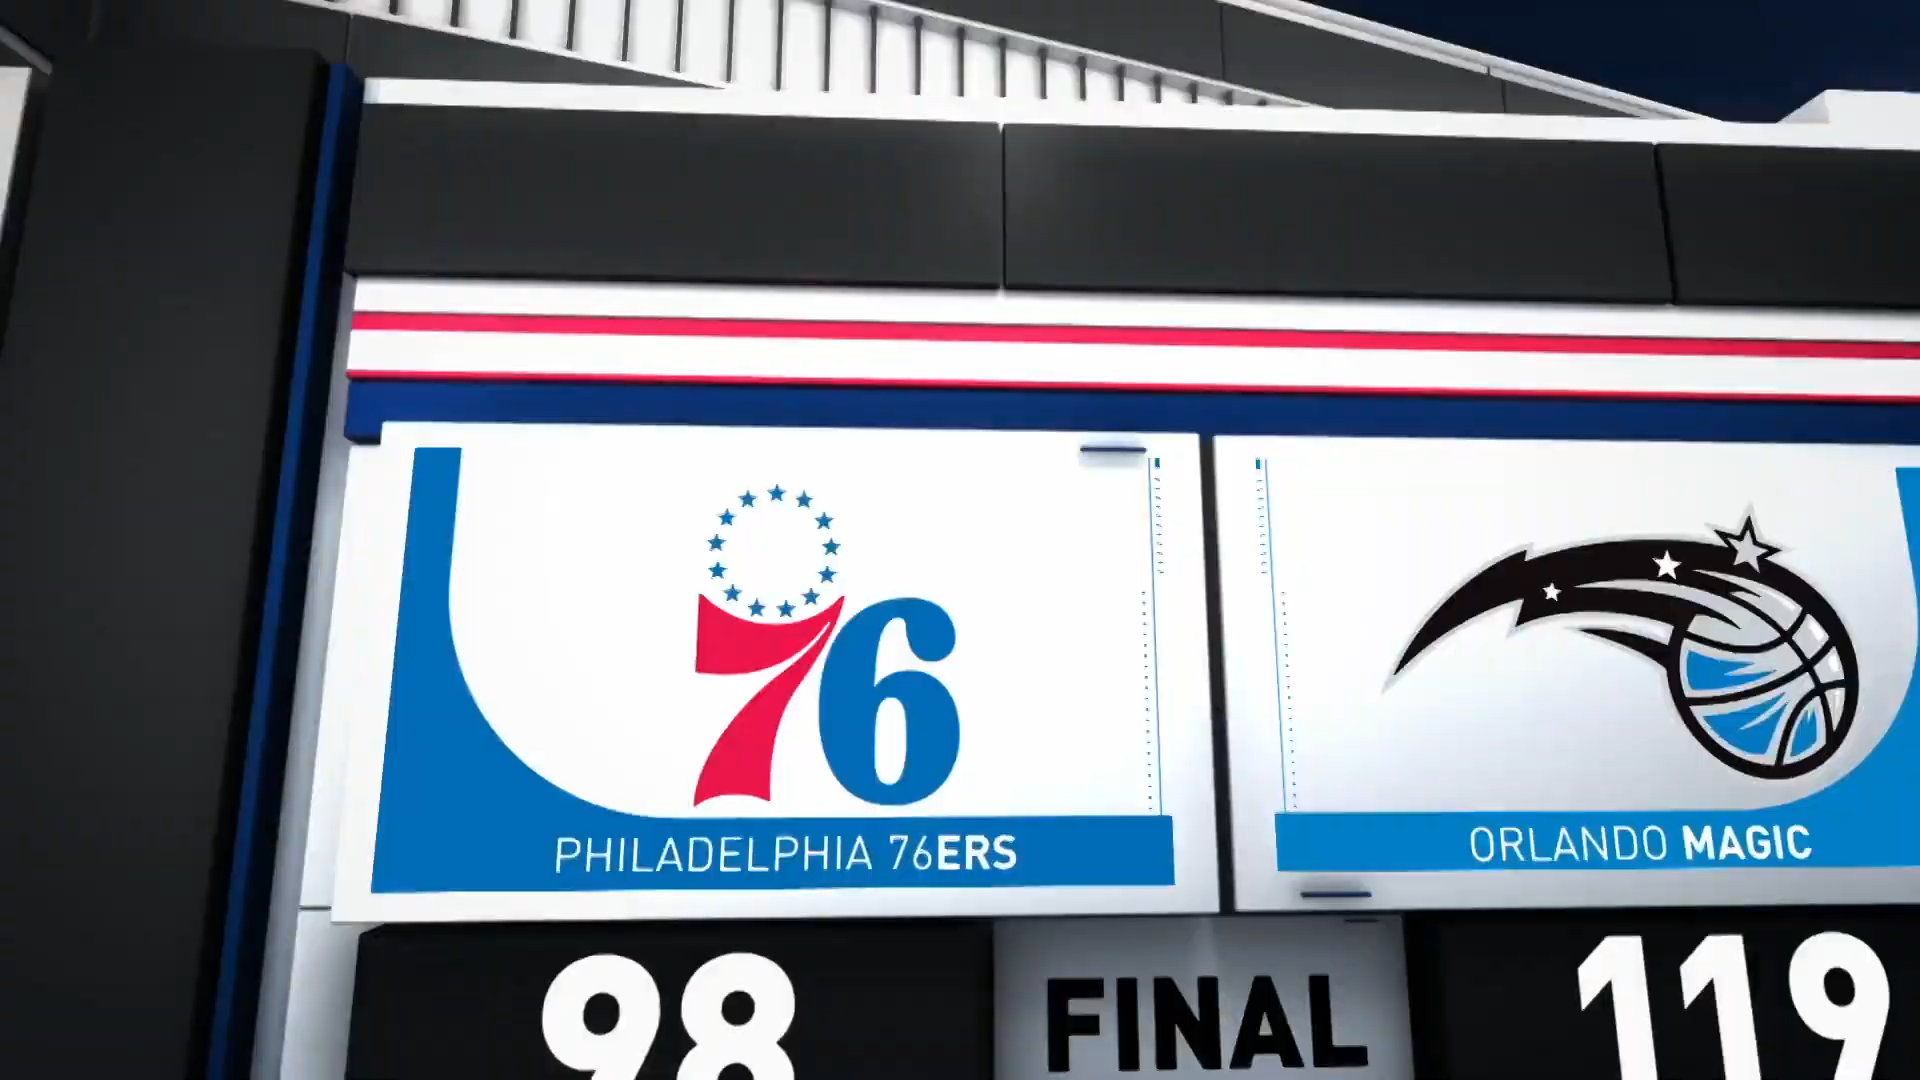 76
PHILADELPHIA 76ERS
ORLANDO MAGIC
98
FINAL
119